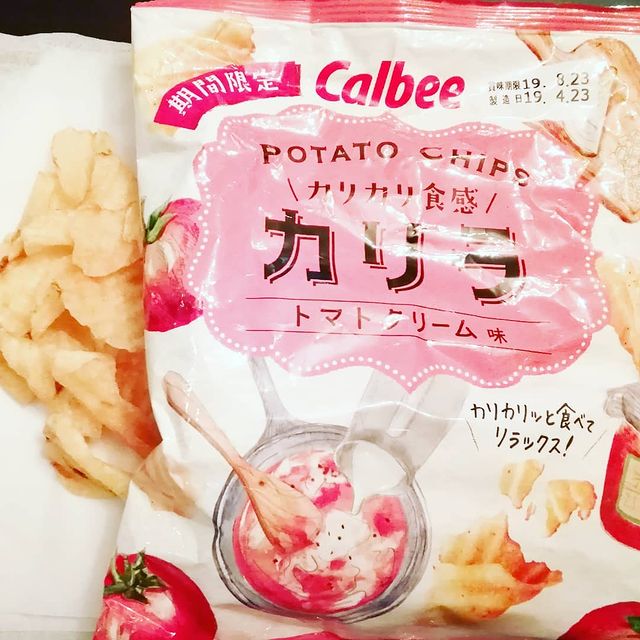 期間限定
Calbee
賞味期限19. 8.23
製造日19. 4.23
POTATO CHIPS
\カリカリ食感/
カリラ
トマトクリーム味
カリカリッと食べて
リラックス!